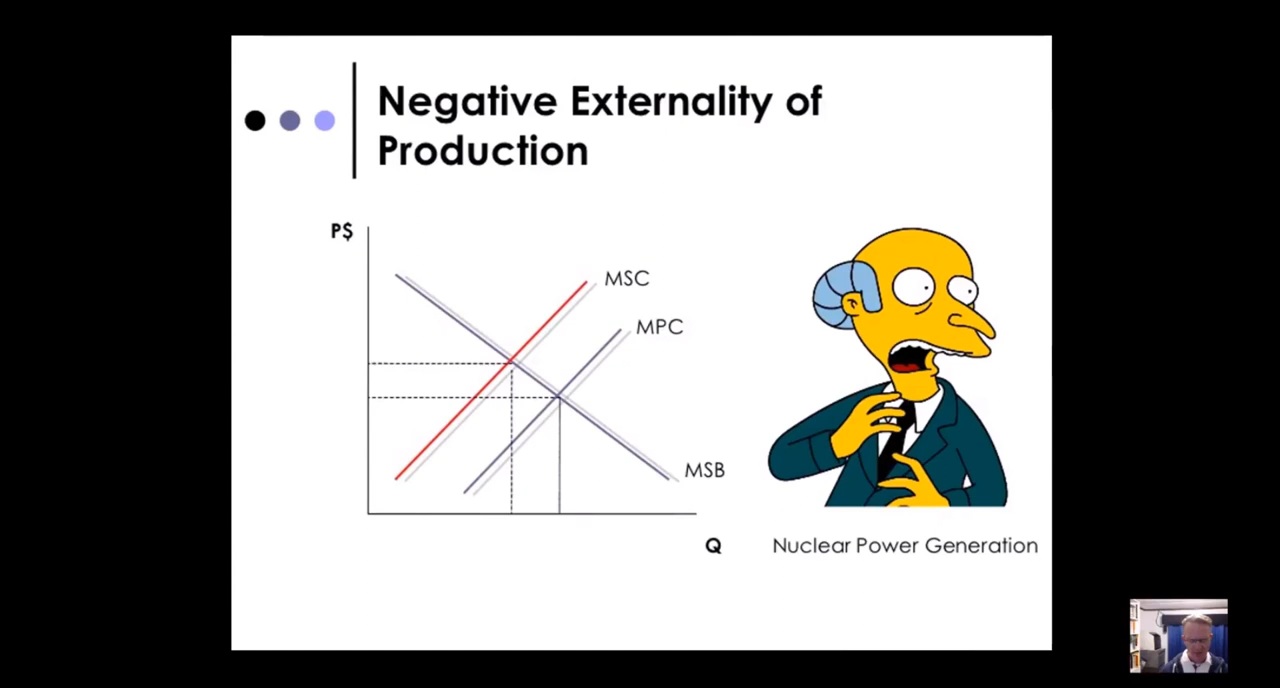 Negative Externality of
Production
P$
MSC
MPC
MSB
Q
Nuclear Power Generation